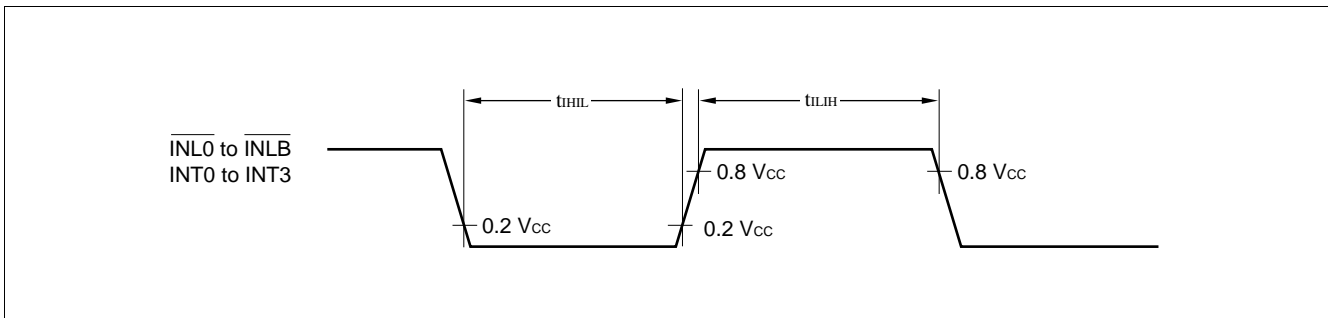 tIHIL
tILIH
INL0 to INLB
INT0 to INT3
0.8 VCC
0.8 VCC
0.2 VCC
0.2 VCC